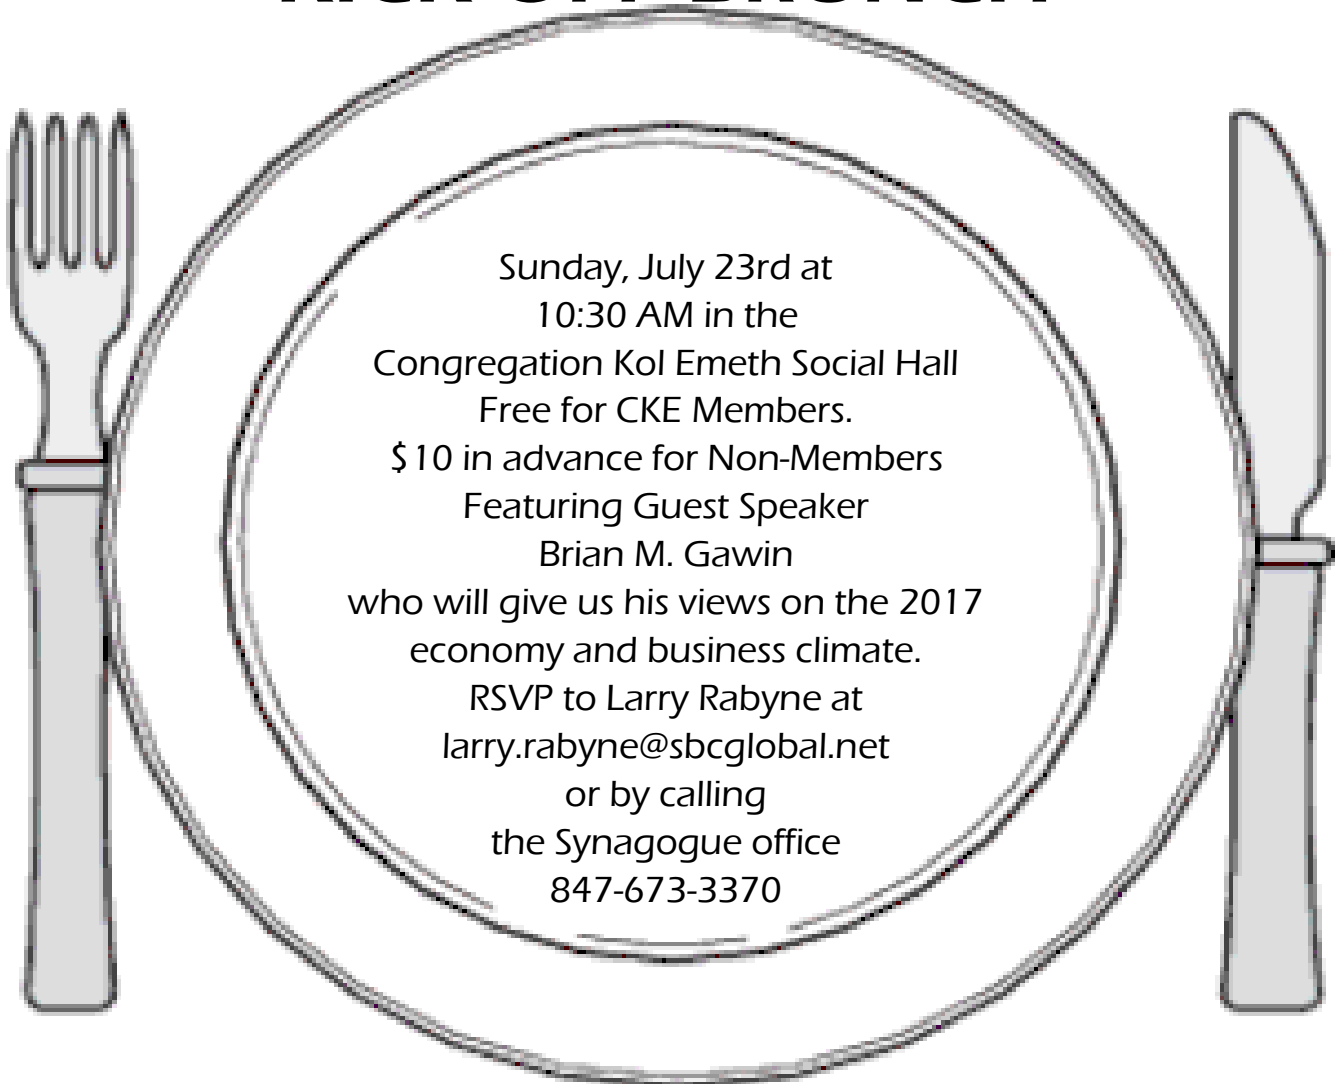 KICK OFF BRUNCH
Sunday, July 23rd at
10:30 AM in the
Congregation Kol Emeth Social Hall
Free for CKE Members.
$10 in advance for Non-Members
Featuring Guest Speaker
Brian M. Gawin
who will give us his views on the 2017
economy and business climate.
RSVP to Larry Rabyne at
larry.rabyne@sbcglobal.net
or by calling
the Synagogue office
847-673-3370